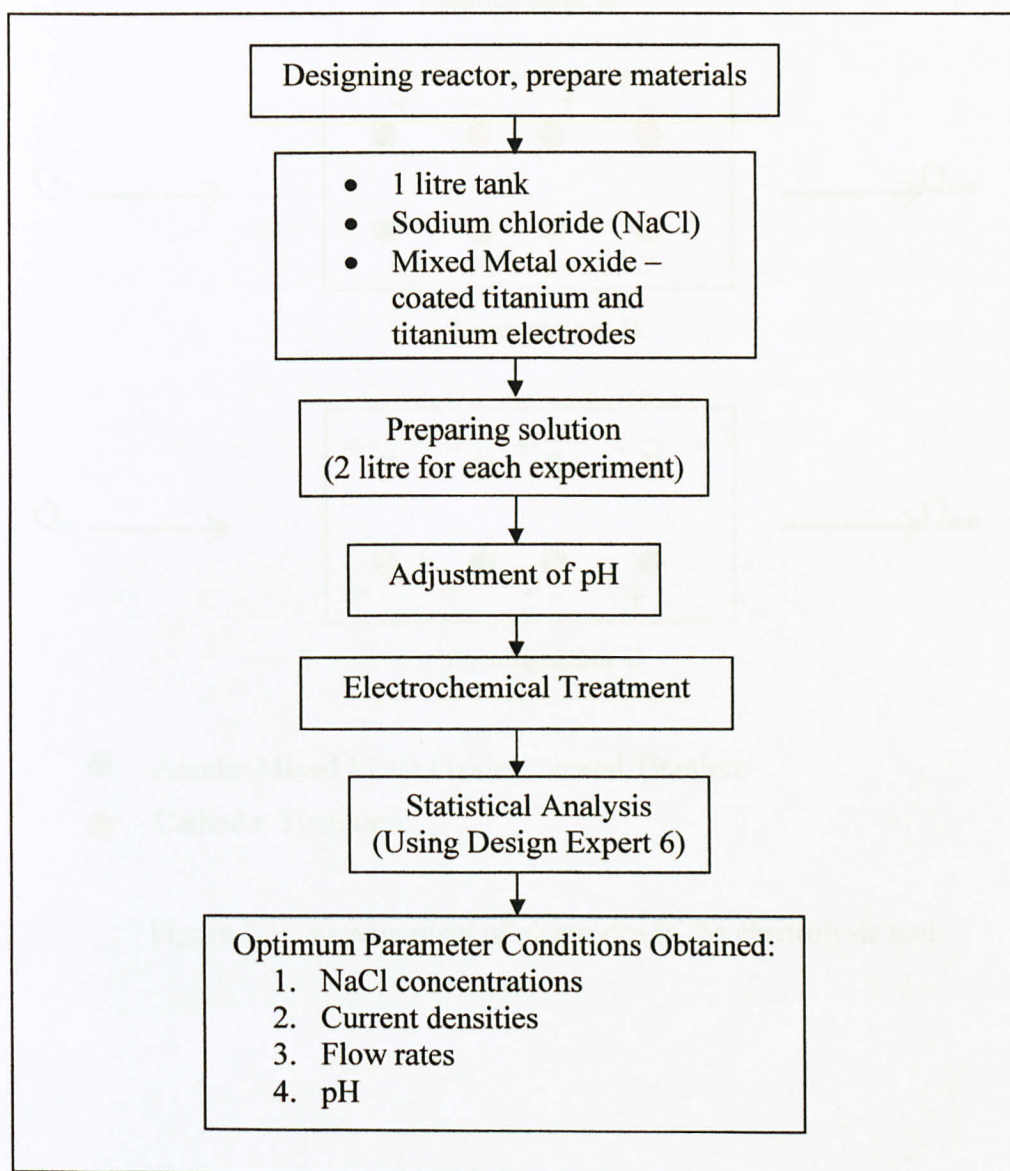 Designing reactor, prepare materials
● 1 litre tank
● Sodium chloride (NaCl)
● Mixed Metal oxide –
coated titanium and
titanium electrodes
Preparing solution
(2 litre for each experiment)
Adjustment of pH
Electrochemical Treatment
Statistical Analysis
(Using Design Expert 6)
Optimum Parameter Conditions Obtained:
1. NaCl concentrations
2. Current densities
3. Flow rates
4. pH
Cathode: Titanium